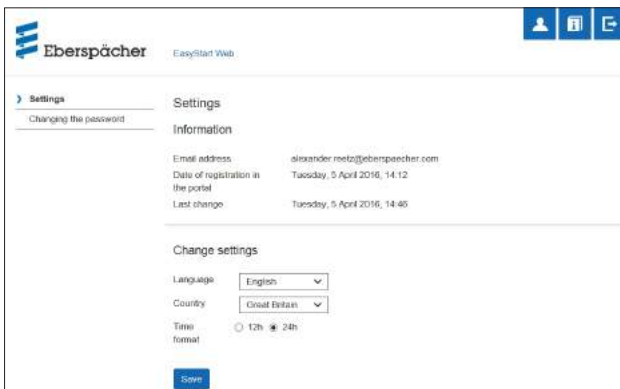 Eberspächer
EasyStart Web
Settings
Changing the password
Settings
Information
Email address alexander.reetz@eberspaecher.com
Date of registration in Tuesday, 5 April 2016, 14:12
the portal
Last change Tuesday, 5 April 2016, 14:46
Change settings
Language English
Country Great Britain
Time 12h 24h
format
Save